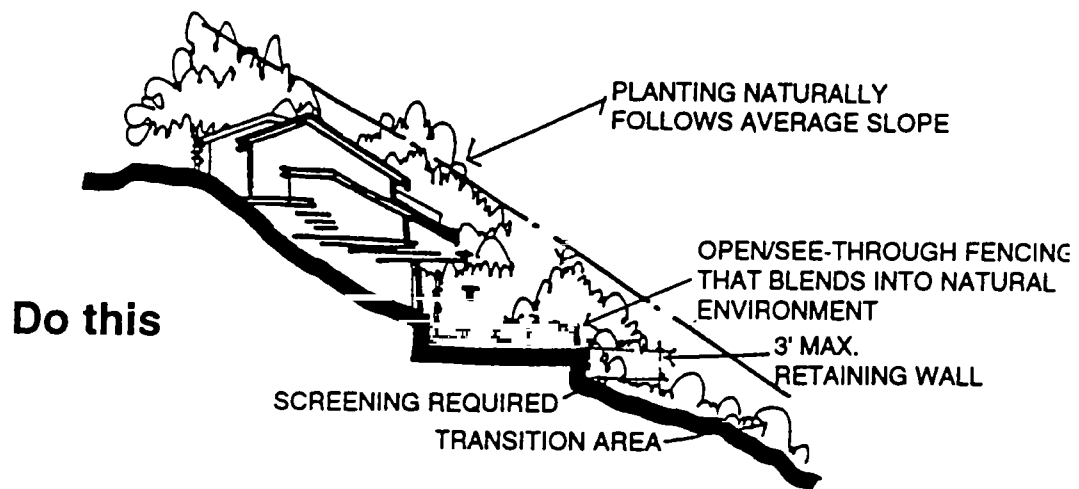 PLANTING NATURALLY
FOLLOWS AVERAGE SLOPE
OPEN/SEE-THROUGH FENCING
THAT BLENDS INTO NATURAL
ENVIRONMENT
Do this
3' MAX.
RETAINING WALL
SCREENING REQUIRED
TRANSITION AREA